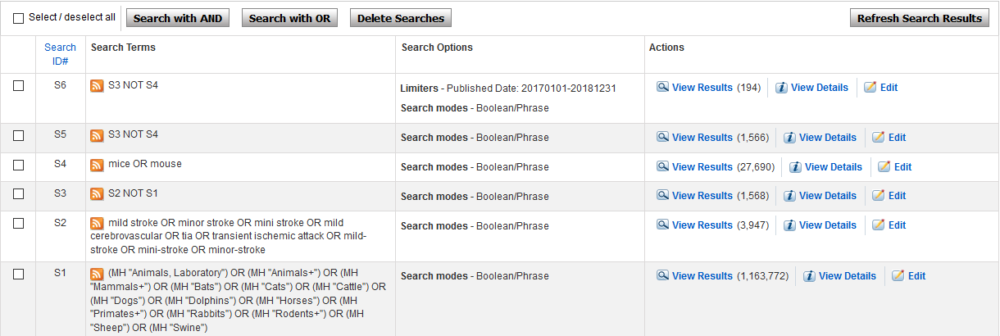 Select / deselect all Search with AND Search with OR Delete Searches Refresh Search Results
Search ID# Search Terms Search Options Actions
S6 S3 NOT S4 Limiters - Published Date: 20170101-20181231 View Results (194) View Details Edit
Search modes - Boolean/Phrase
S5 S3 NOT S4 Search modes - Boolean/Phrase View Results (1,566) View Details Edit
S4 mice OR mouse Search modes - Boolean/Phrase View Results (27,690) View Details Edit
S3 S2 NOT S1 Search modes - Boolean/Phrase View Results (1,568) View Details Edit
S2 mild stroke OR minor stroke OR mini stroke OR mild Search modes - Boolean/Phrase View Results (3,947) View Details Edit
cerebrovascular OR tia OR transient ischemic attack OR mild-
stroke OR mini-stroke OR minor-stroke
S1 (MH "Animals, Laboratory") OR (MH "Animals+") OR (MH Search modes - Boolean/Phrase View Results (1,163,772) View Details Edit
"Mammals+") OR (MH "Bats") OR (MH "Cats") OR (MH "Cattle") OR
(MH "Dogs") OR (MH "Dolphins") OR (MH "Horses") OR (MH
"Primates+") OR (MH "Rabbits") OR (MH "Rodents+") OR (MH
"Sheep") OR (MH "Swine")